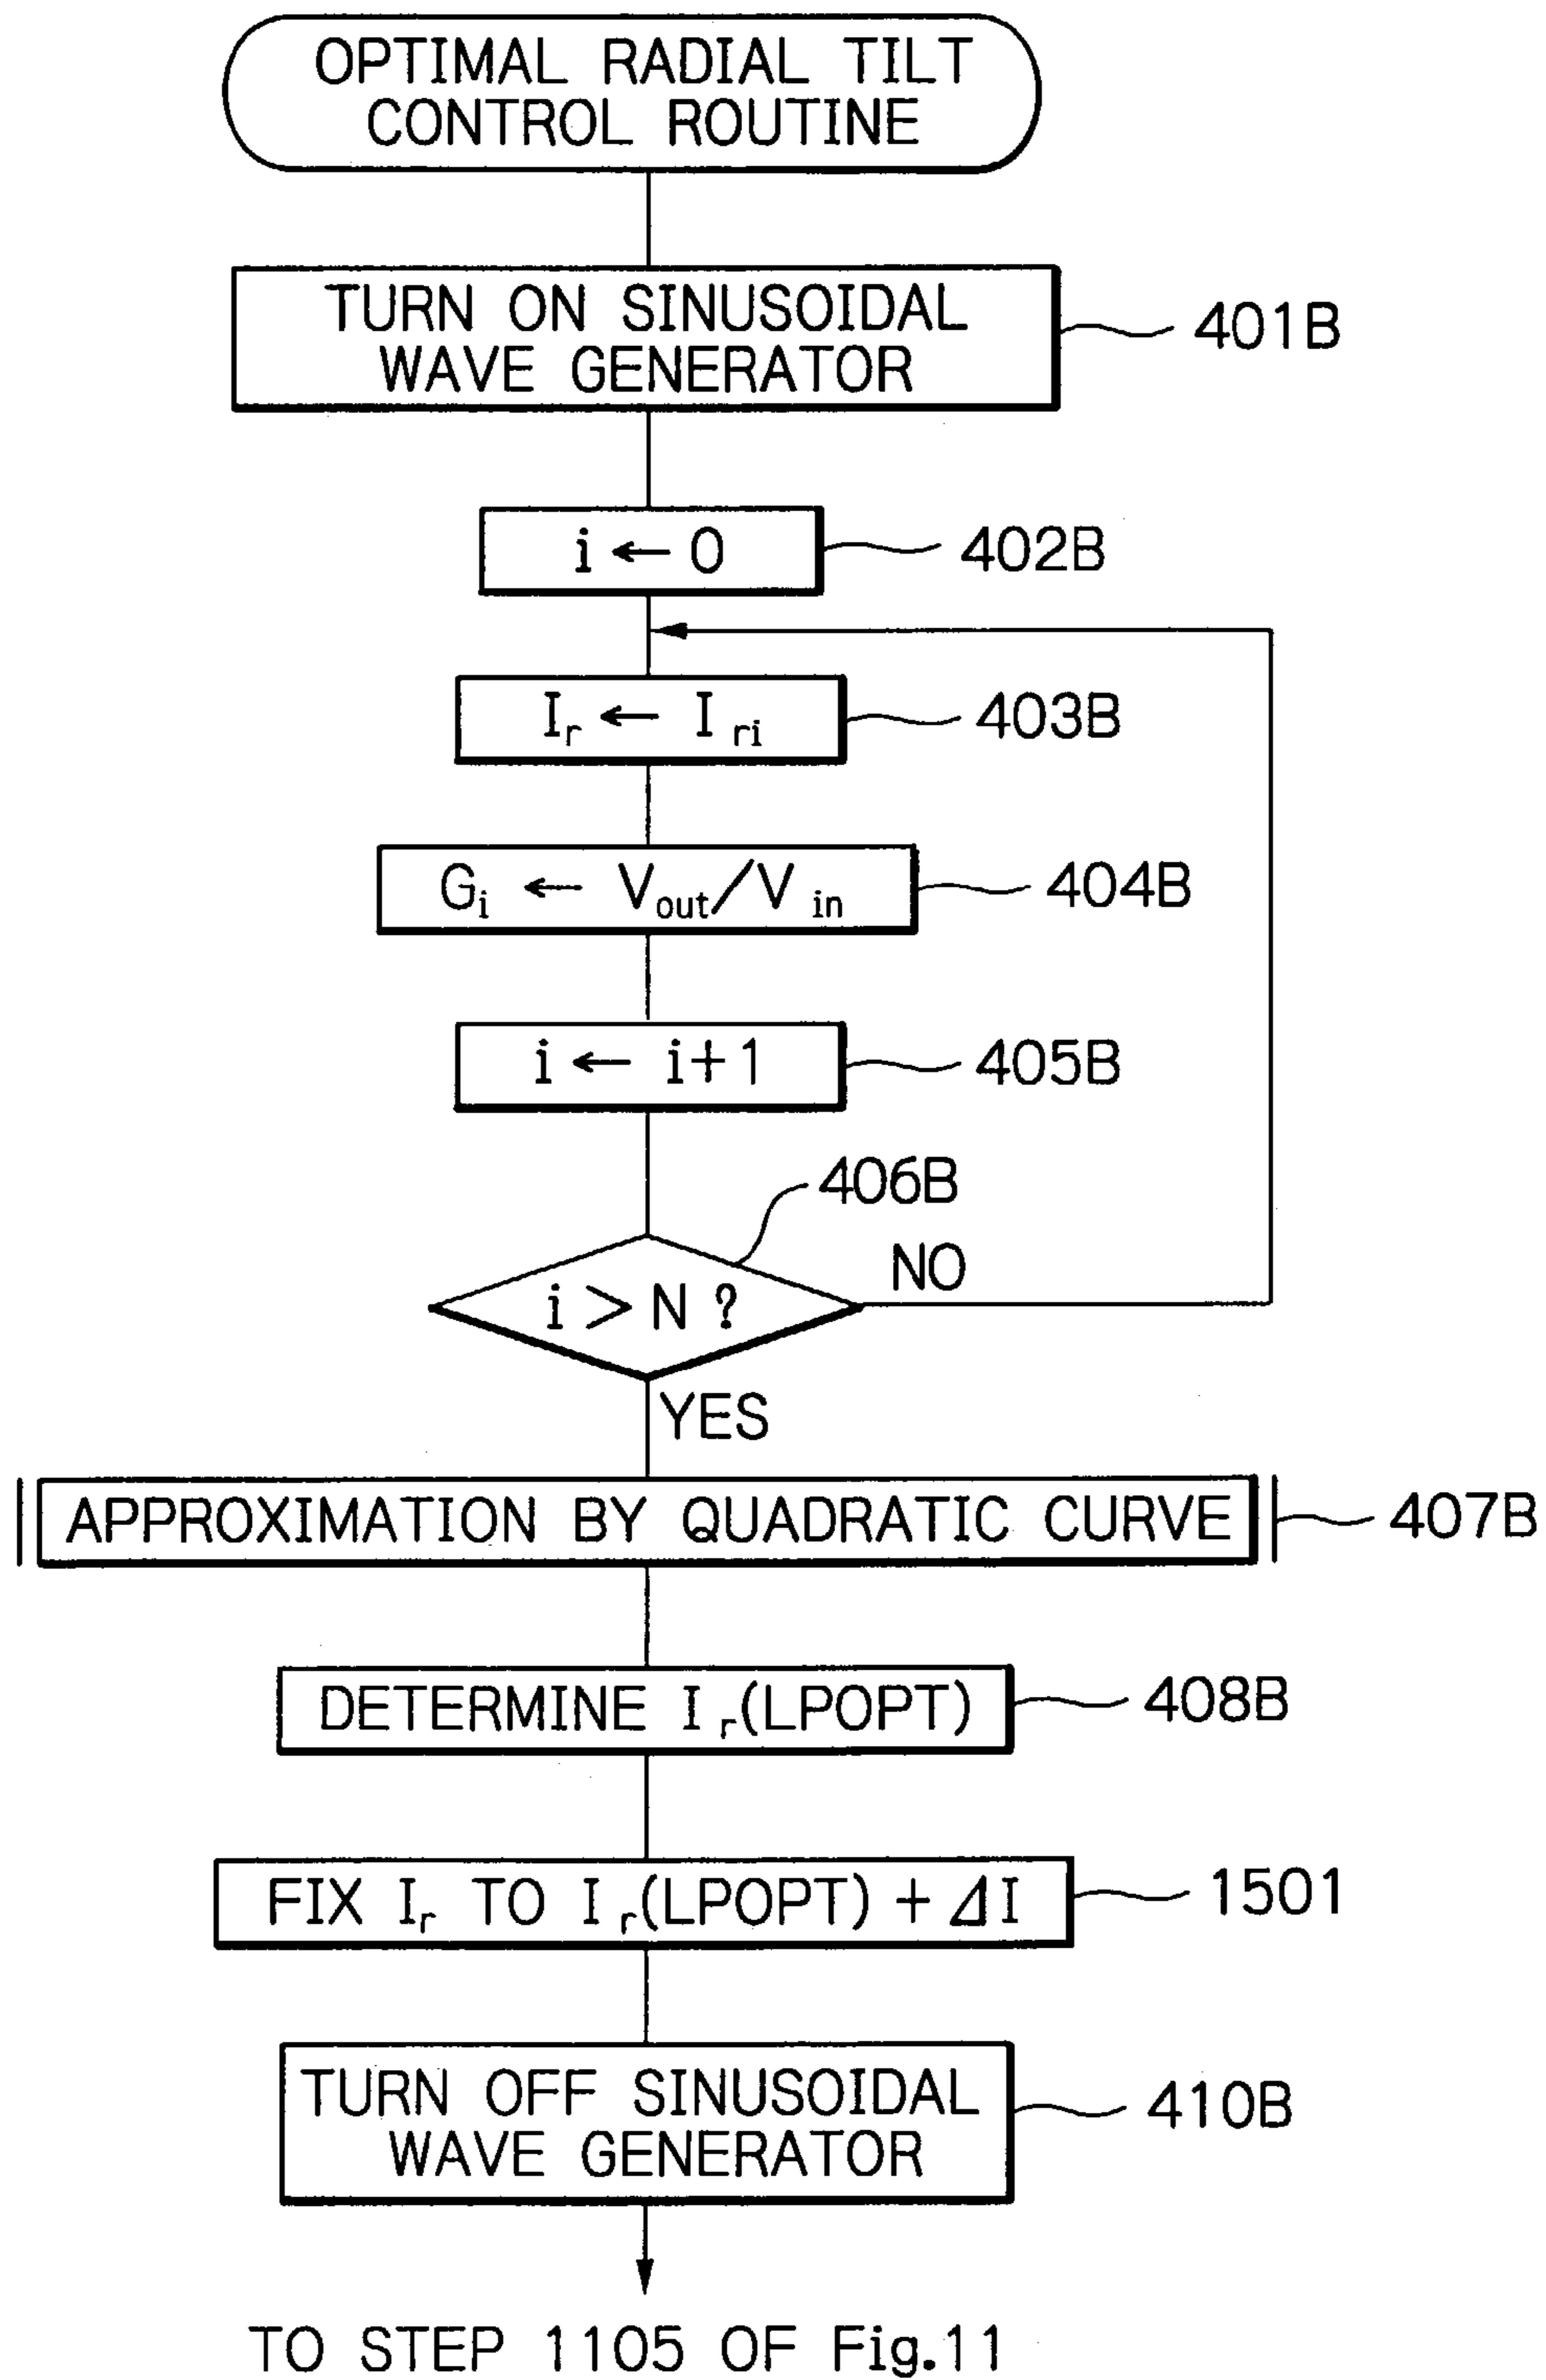 OPTIMAL RADIAL TILT
CONTROL ROUTINE
TURN ON SINUSOIDAL
WAVE GENERATOR
401B
i ← 0
402B
Ir ← Iri
403B
Gi ← Vout/Vin
404B
i ← i+1
405B
406B
i > N ?
NO
YES
APPROXIMATION BY QUADRATIC CURVE
407B
DETERMINE Ir(LPOPT)
408B
FIX Ir TO Ir(LPOPT) + ΔI
1501
TURN OFF SINUSOIDAL
WAVE GENERATOR
410B
TO STEP 1105 OF Fig.11